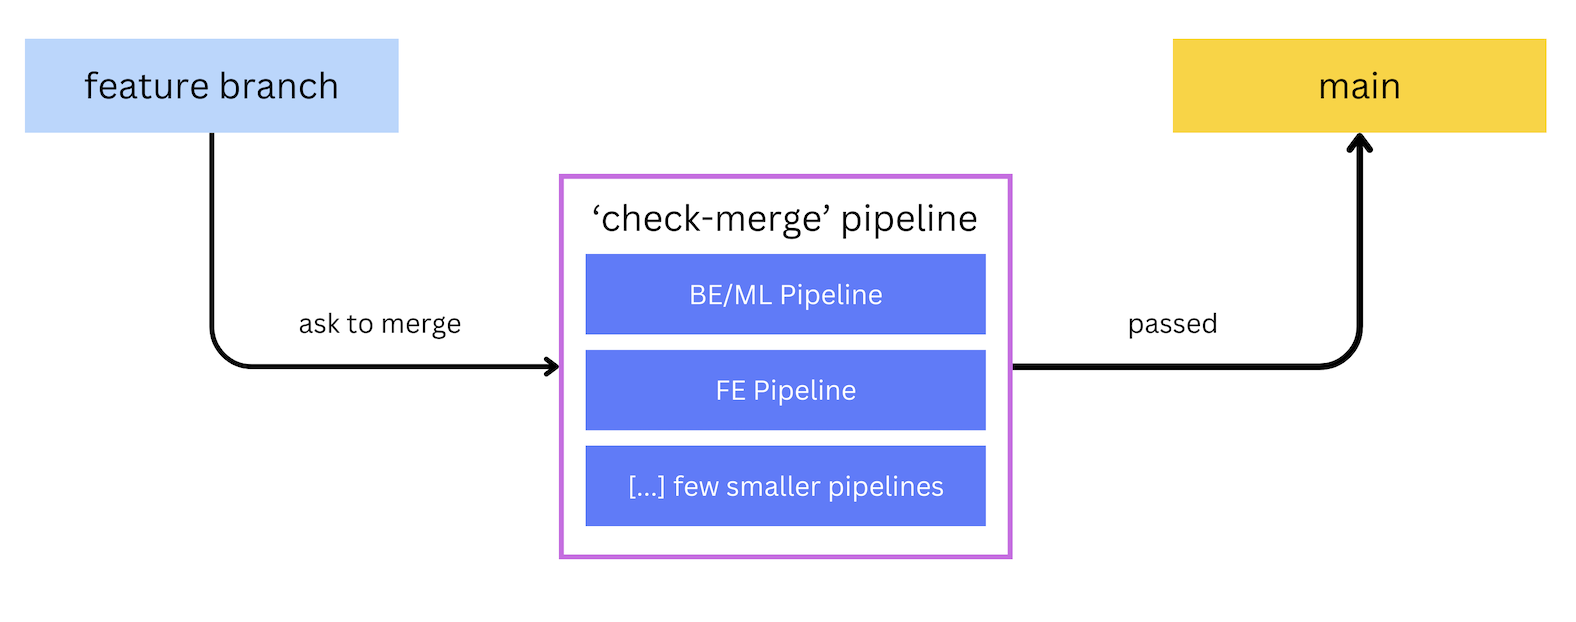 feature branch
main
‘check-merge’ pipeline
BE/ML Pipeline
ask to merge
passed
FE Pipeline
[...] few smaller pipelines